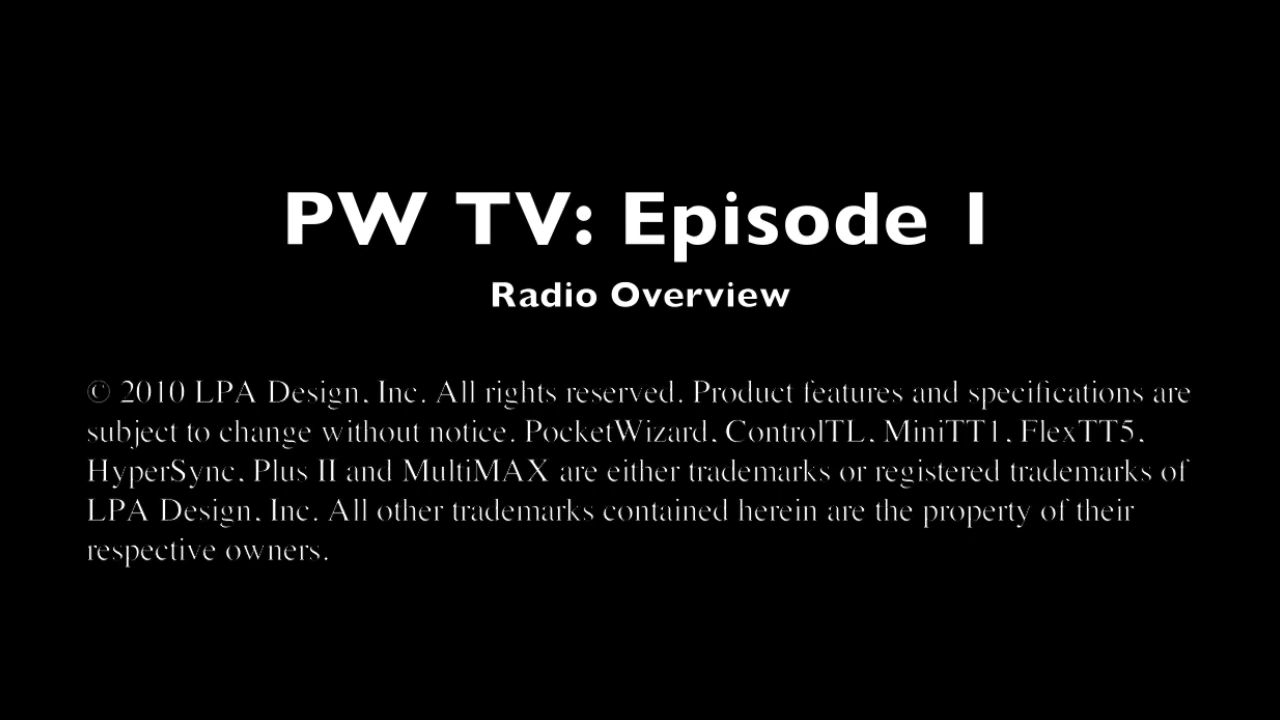 PW TV: Episode 1
Radio Overview
© 2010 LPA Design, Inc. All rights reserved. Product features and specifications are
subject to change without notice. PocketWizard, ControlTL, MiniTT1, FlexTT5,
HyperSync, Plus II and MultiMAX are either trademarks or registered trademarks of
LPA Design, Inc. All other trademarks contained herein are the property of their
respective owners.